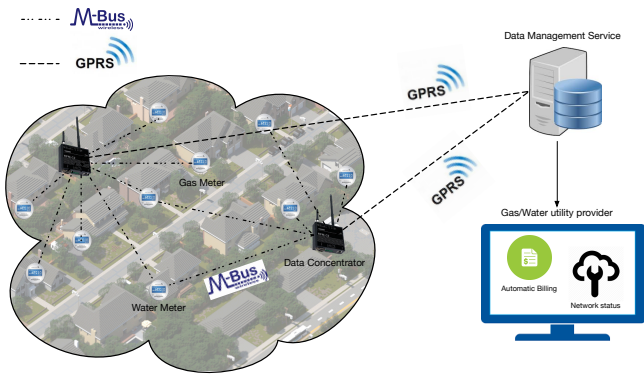 M-Bus
wireless
GPRS
Data Management Service
GPRS
GPRS
Gas Meter
Gas/Water utility provider
Data Concentrator
M-Bus
wireless
Water Meter
$
Automatic Billing
Network status